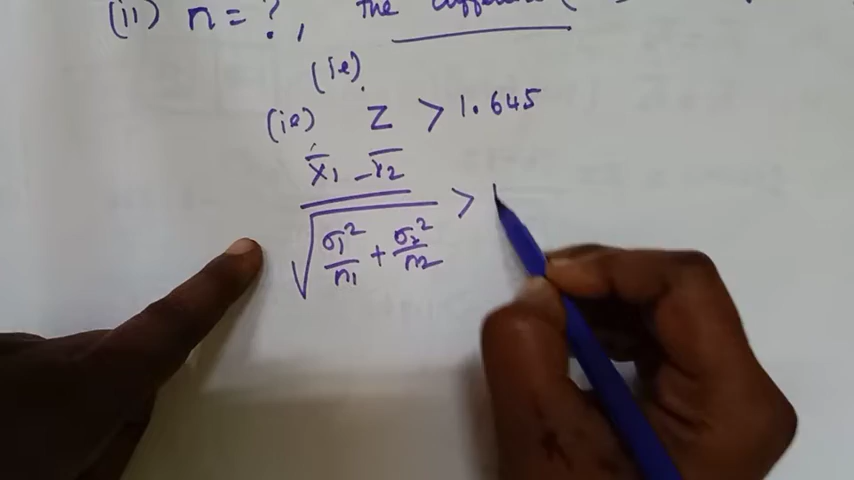 (ii) n = ?, the
(ie)
(ie) Z > 1.645
x̄₁ - x̄₂
√ σ₁²/n₁ + σ₂²/n₂ >